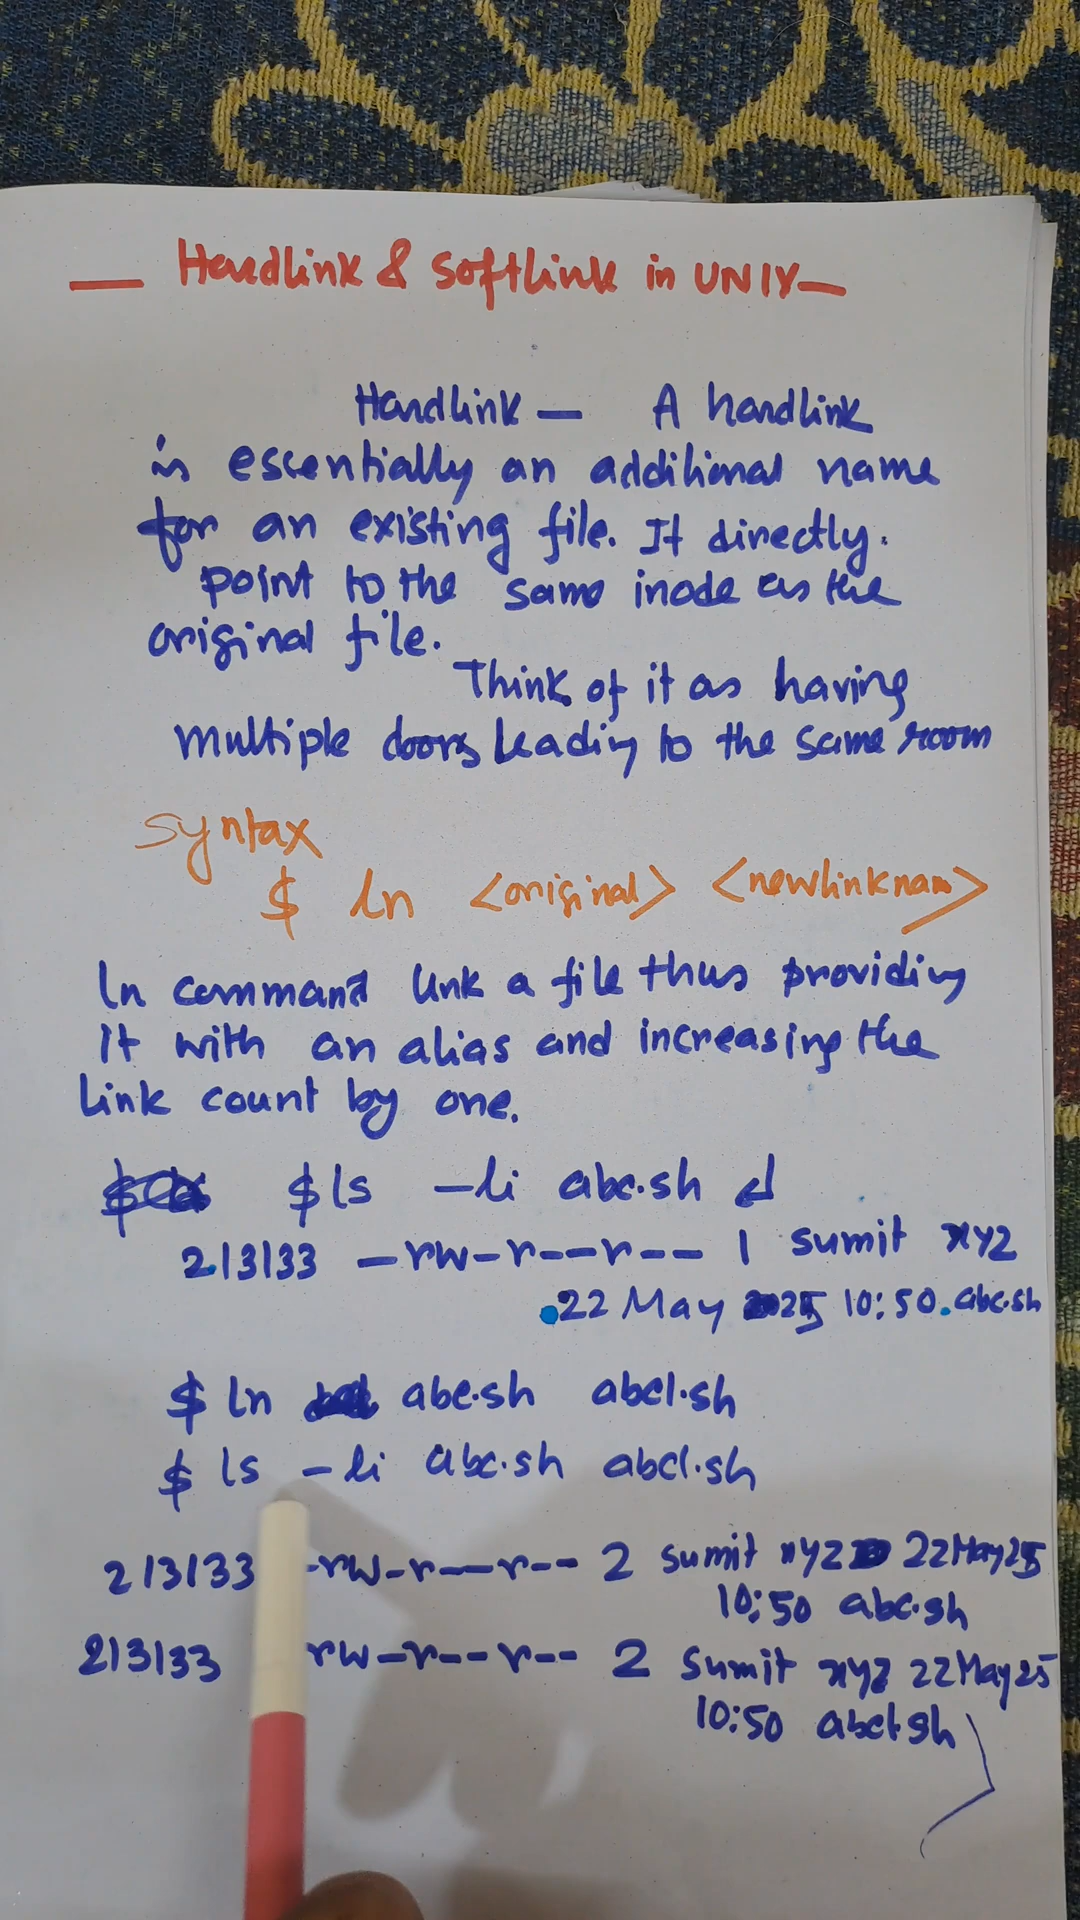 — Hardlink & softlink in UNIX —
Hardlink — A hardlink
is essentially an additional name
for an existing file. It directly.
point to the same inode as the
original file.
Think of it as having
multiple doors leading to the same room
Syntax
$ ln <original> <newlinknam>
ln command link a file thus providing
It with an alias and increasing the
link count by one.
$ ls -li abc.sh ↲
213133 -rw-r--r-- 1 sumit xyz
22 May 25 10:50 abc.sh
$ ln abc.sh abc1.sh
$ ls -li abc.sh abc1.sh
213133 -rw-r--r-- 2 sumit xyz 22May25
10:50 abc.sh
213133 rw-r--r-- 2 sumit xyz 22May25
10:50 abc1.sh